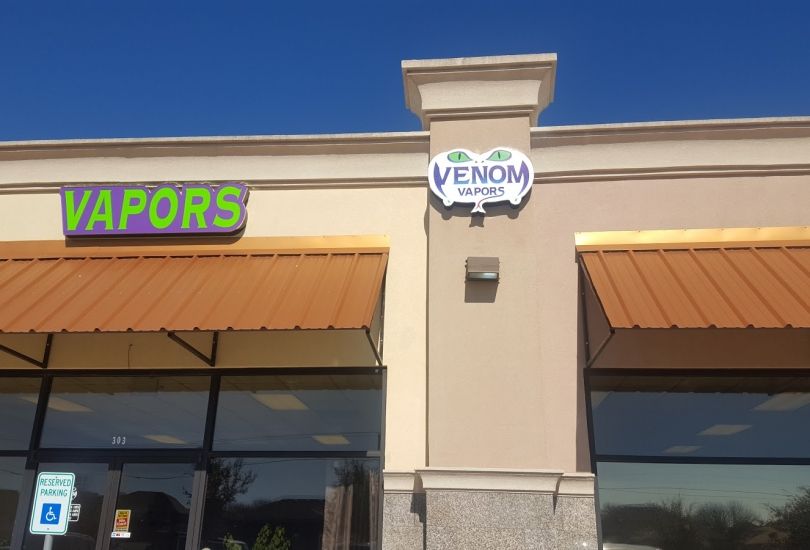 VAPORS
VENOM
VAPORS
303
RESERVED
PARKING